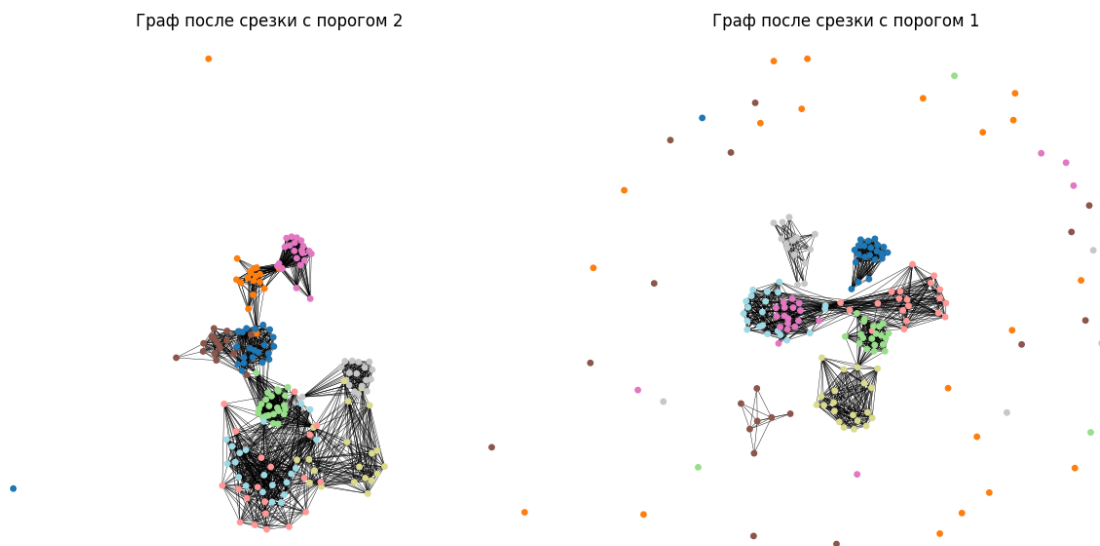 Граф после срезки с порогом 2
Граф после срезки с порогом 1